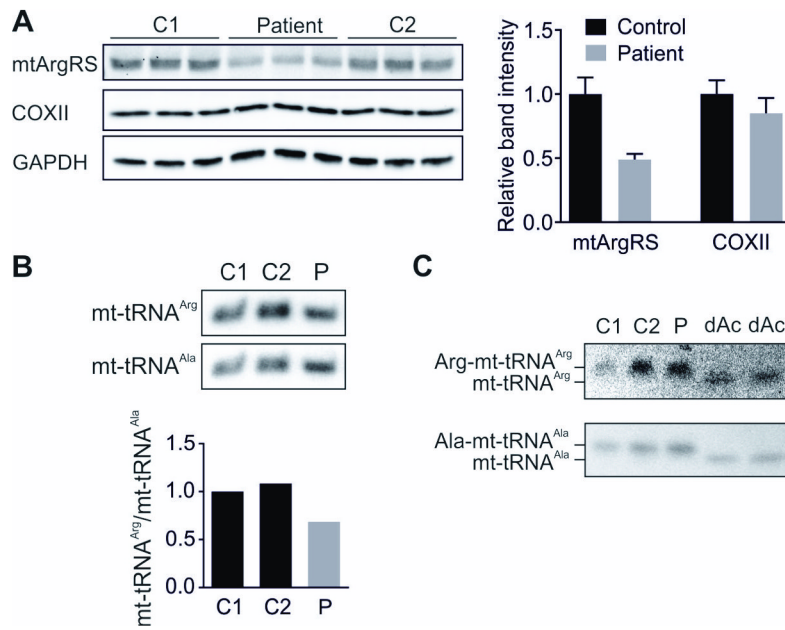 A
C1 Patient C2
mtArgRS
COXII
GAPDH
Control
Patient
Relative band intensity
1.5
1.0
0.5
0.0
mtArgRS COXII
B
C1 C2 P
mt-tRNA^Arg
mt-tRNA^Ala
mt-tRNA^Arg/mt-tRNA^Ala
1.5
1.0
0.5
0.0
C1 C2 P
C
C1 C2 P dAc dAc
Arg-mt-tRNA^Arg
mt-tRNA^Arg
Ala-mt-tRNA^Ala
mt-tRNA^Ala